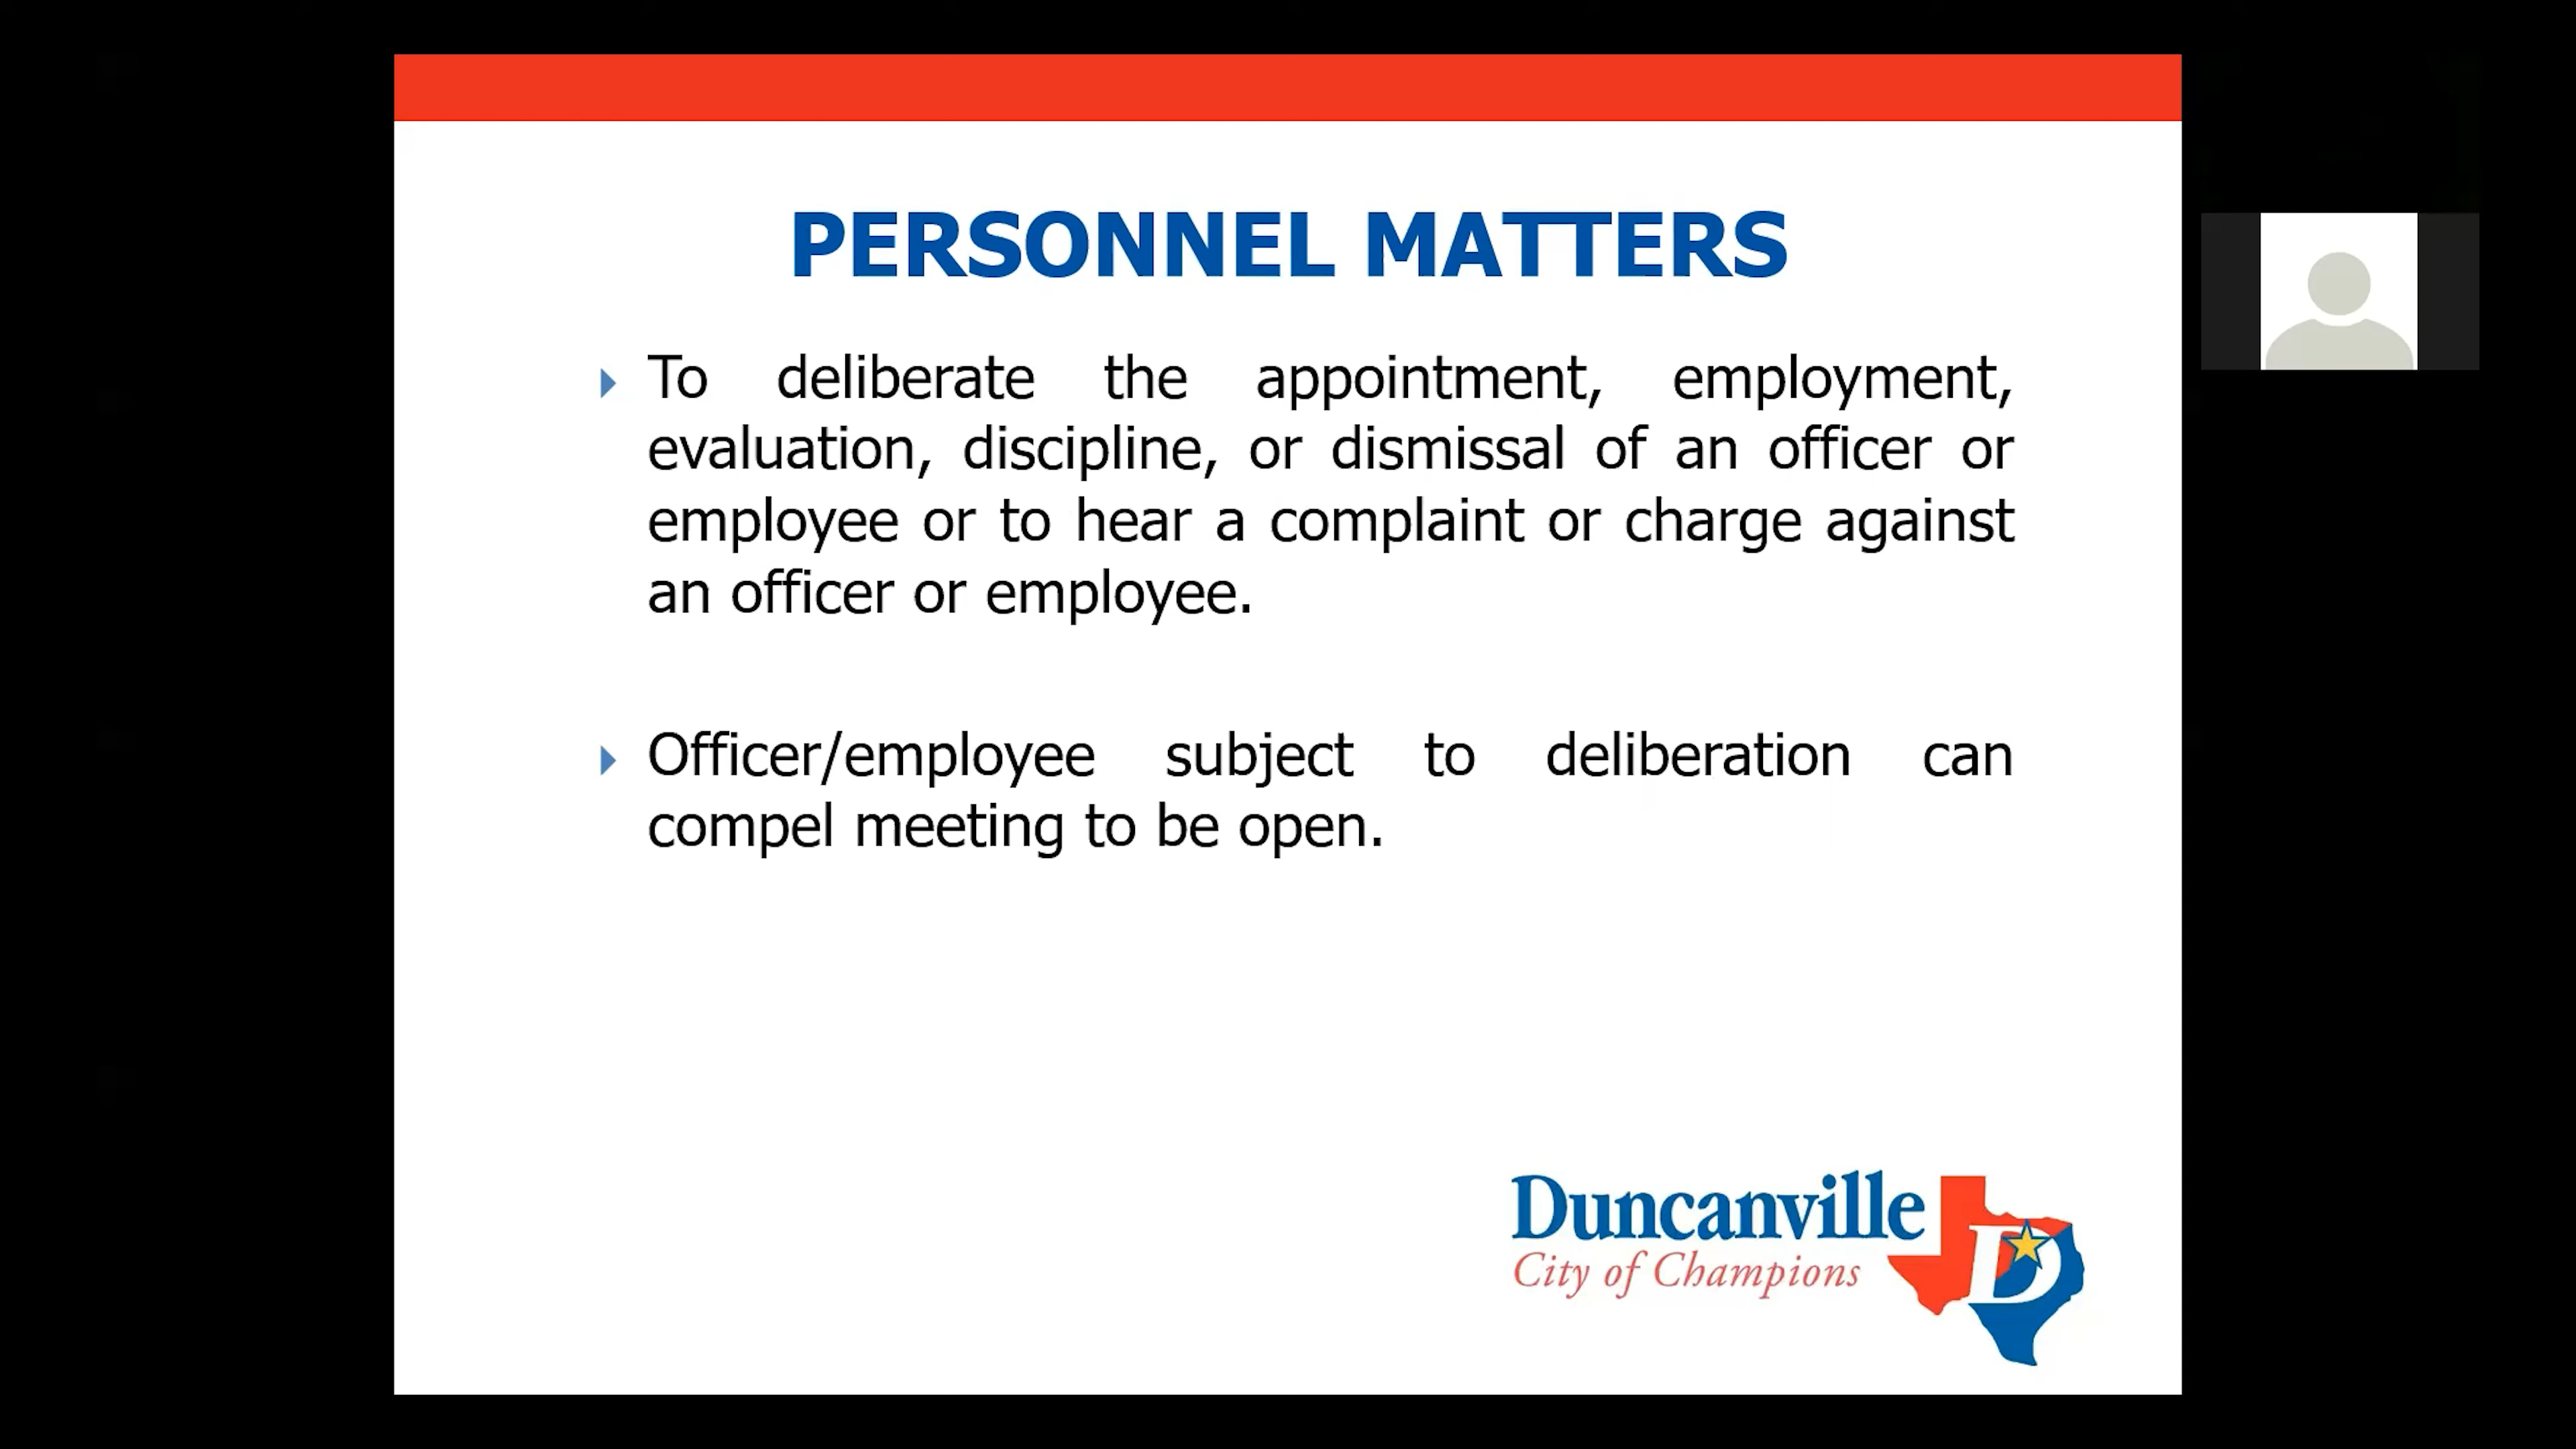 PERSONNEL MATTERS
To deliberate the appointment, employment,
evaluation, discipline, or dismissal of an officer or
employee or to hear a complaint or charge against
an officer or employee.
Officer/employee subject to deliberation can
compel meeting to be open.
Duncanville
City of Champions
D